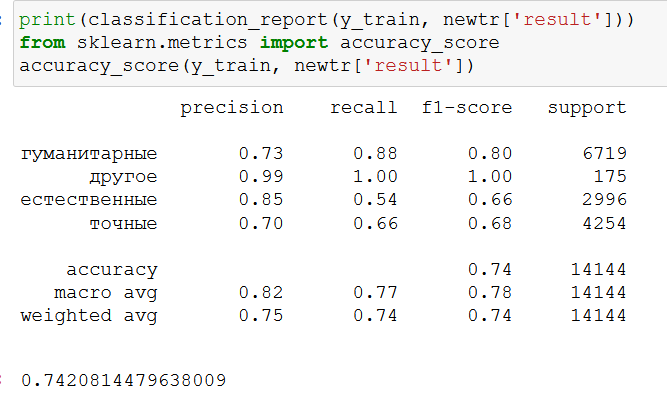 print(classification_report(y_train, newtr['result']))
from sklearn.metrics import accuracy_score
accuracy_score(y_train, newtr['result'])
precision recall f1-score support
гуманитарные 0.73 0.88 0.80 6719
другое 0.99 1.00 1.00 175
естественные 0.85 0.54 0.66 2996
точные 0.70 0.66 0.68 4254
accuracy 0.74 14144
macro avg 0.82 0.77 0.78 14144
weighted avg 0.75 0.74 0.74 14144
0.7420814479638009